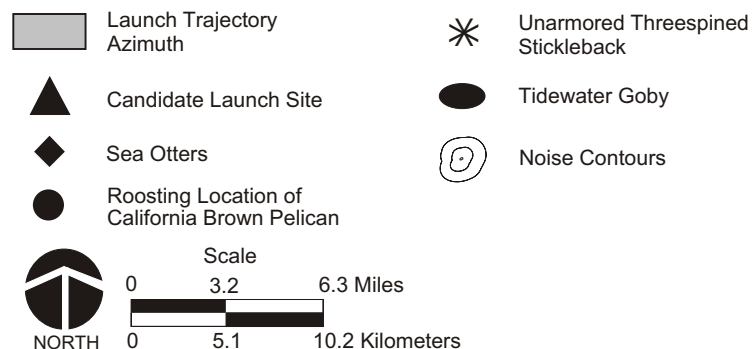 Launch Trajectory
Azimuth
Candidate Launch Site
Sea Otters
Roosting Location of
California Brown Pelican
Unarmored Threespined
Stickleback
Tidewater Goby
Noise Contours
Scale
0 3.2 6.3 Miles
0 5.1 10.2 Kilometers
NORTH